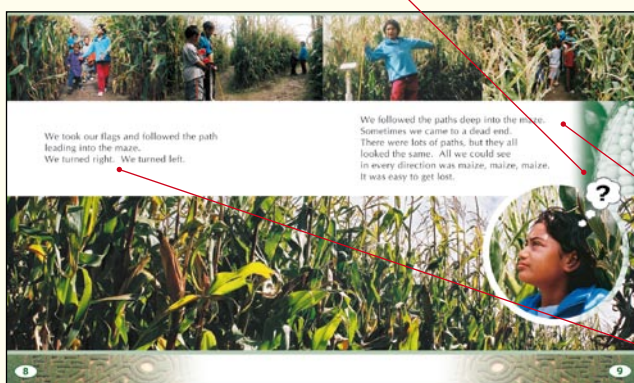 We took our flags and followed the path
leading into the maze.
We turned right. We turned left.
We followed the paths deep into the maze.
Sometimes we came to a dead end.
There were lots of paths, but they all
looked the same. All we could see
in every direction was maize, maize, maize.
It was easy to get lost.
?
8
9